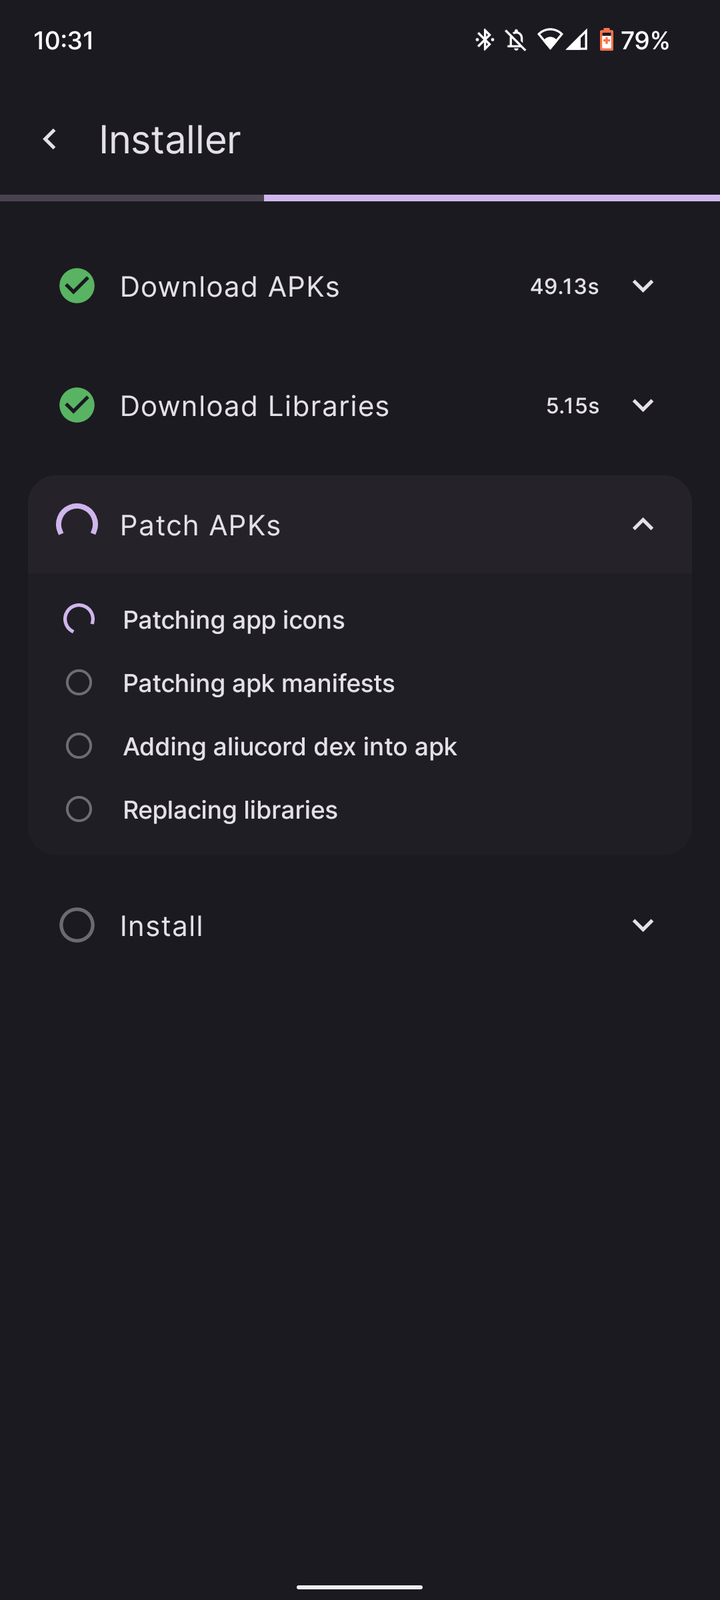 10:31 79%
Installer
Download APKs 49.13s
Download Libraries 5.15s
Patch APKs
Patching app icons
Patching apk manifests
Adding aliucord dex into apk
Replacing libraries
Install